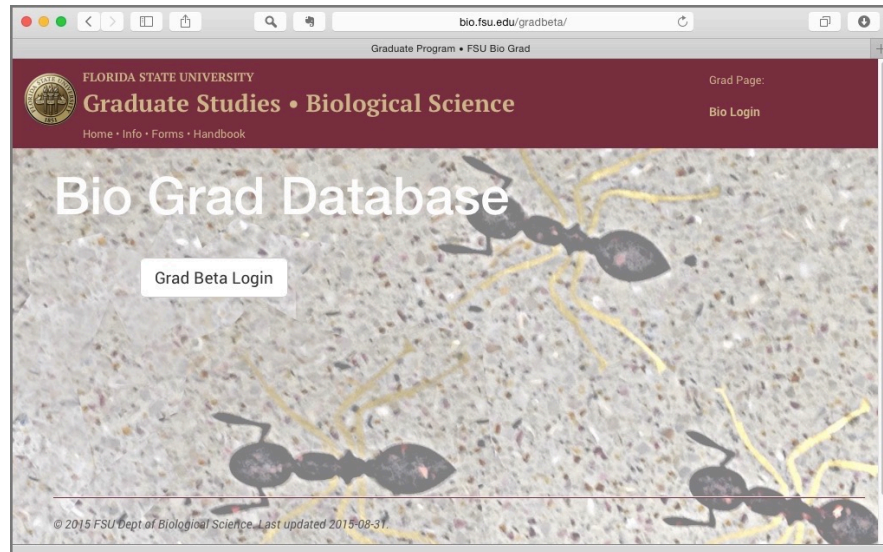 bio.fsu.edu/gradbeta/
Graduate Program • FSU Bio Grad
FLORIDA STATE UNIVERSITY
Graduate Studies • Biological Science
Home • Info • Forms • Handbook
Grad Page:
Bio Login
Bio Grad Database
Grad Beta Login
© 2015 FSU Dept of Biological Science. Last updated 2015-08-31.